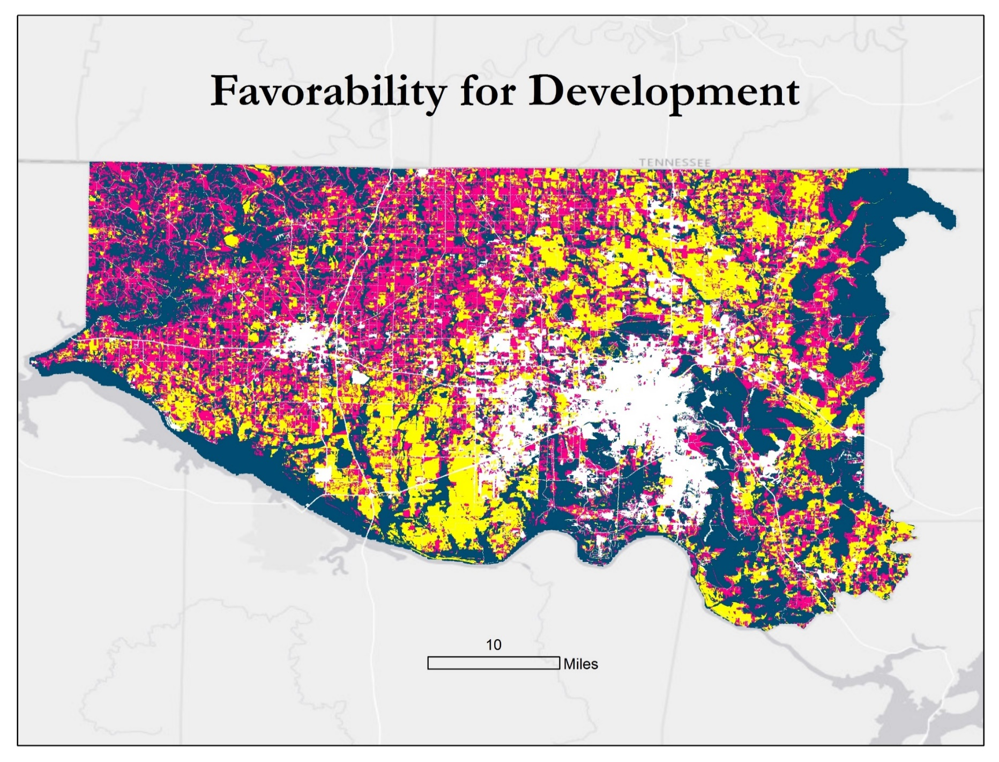 Favorability for Development
TENNESSEE
10
Miles